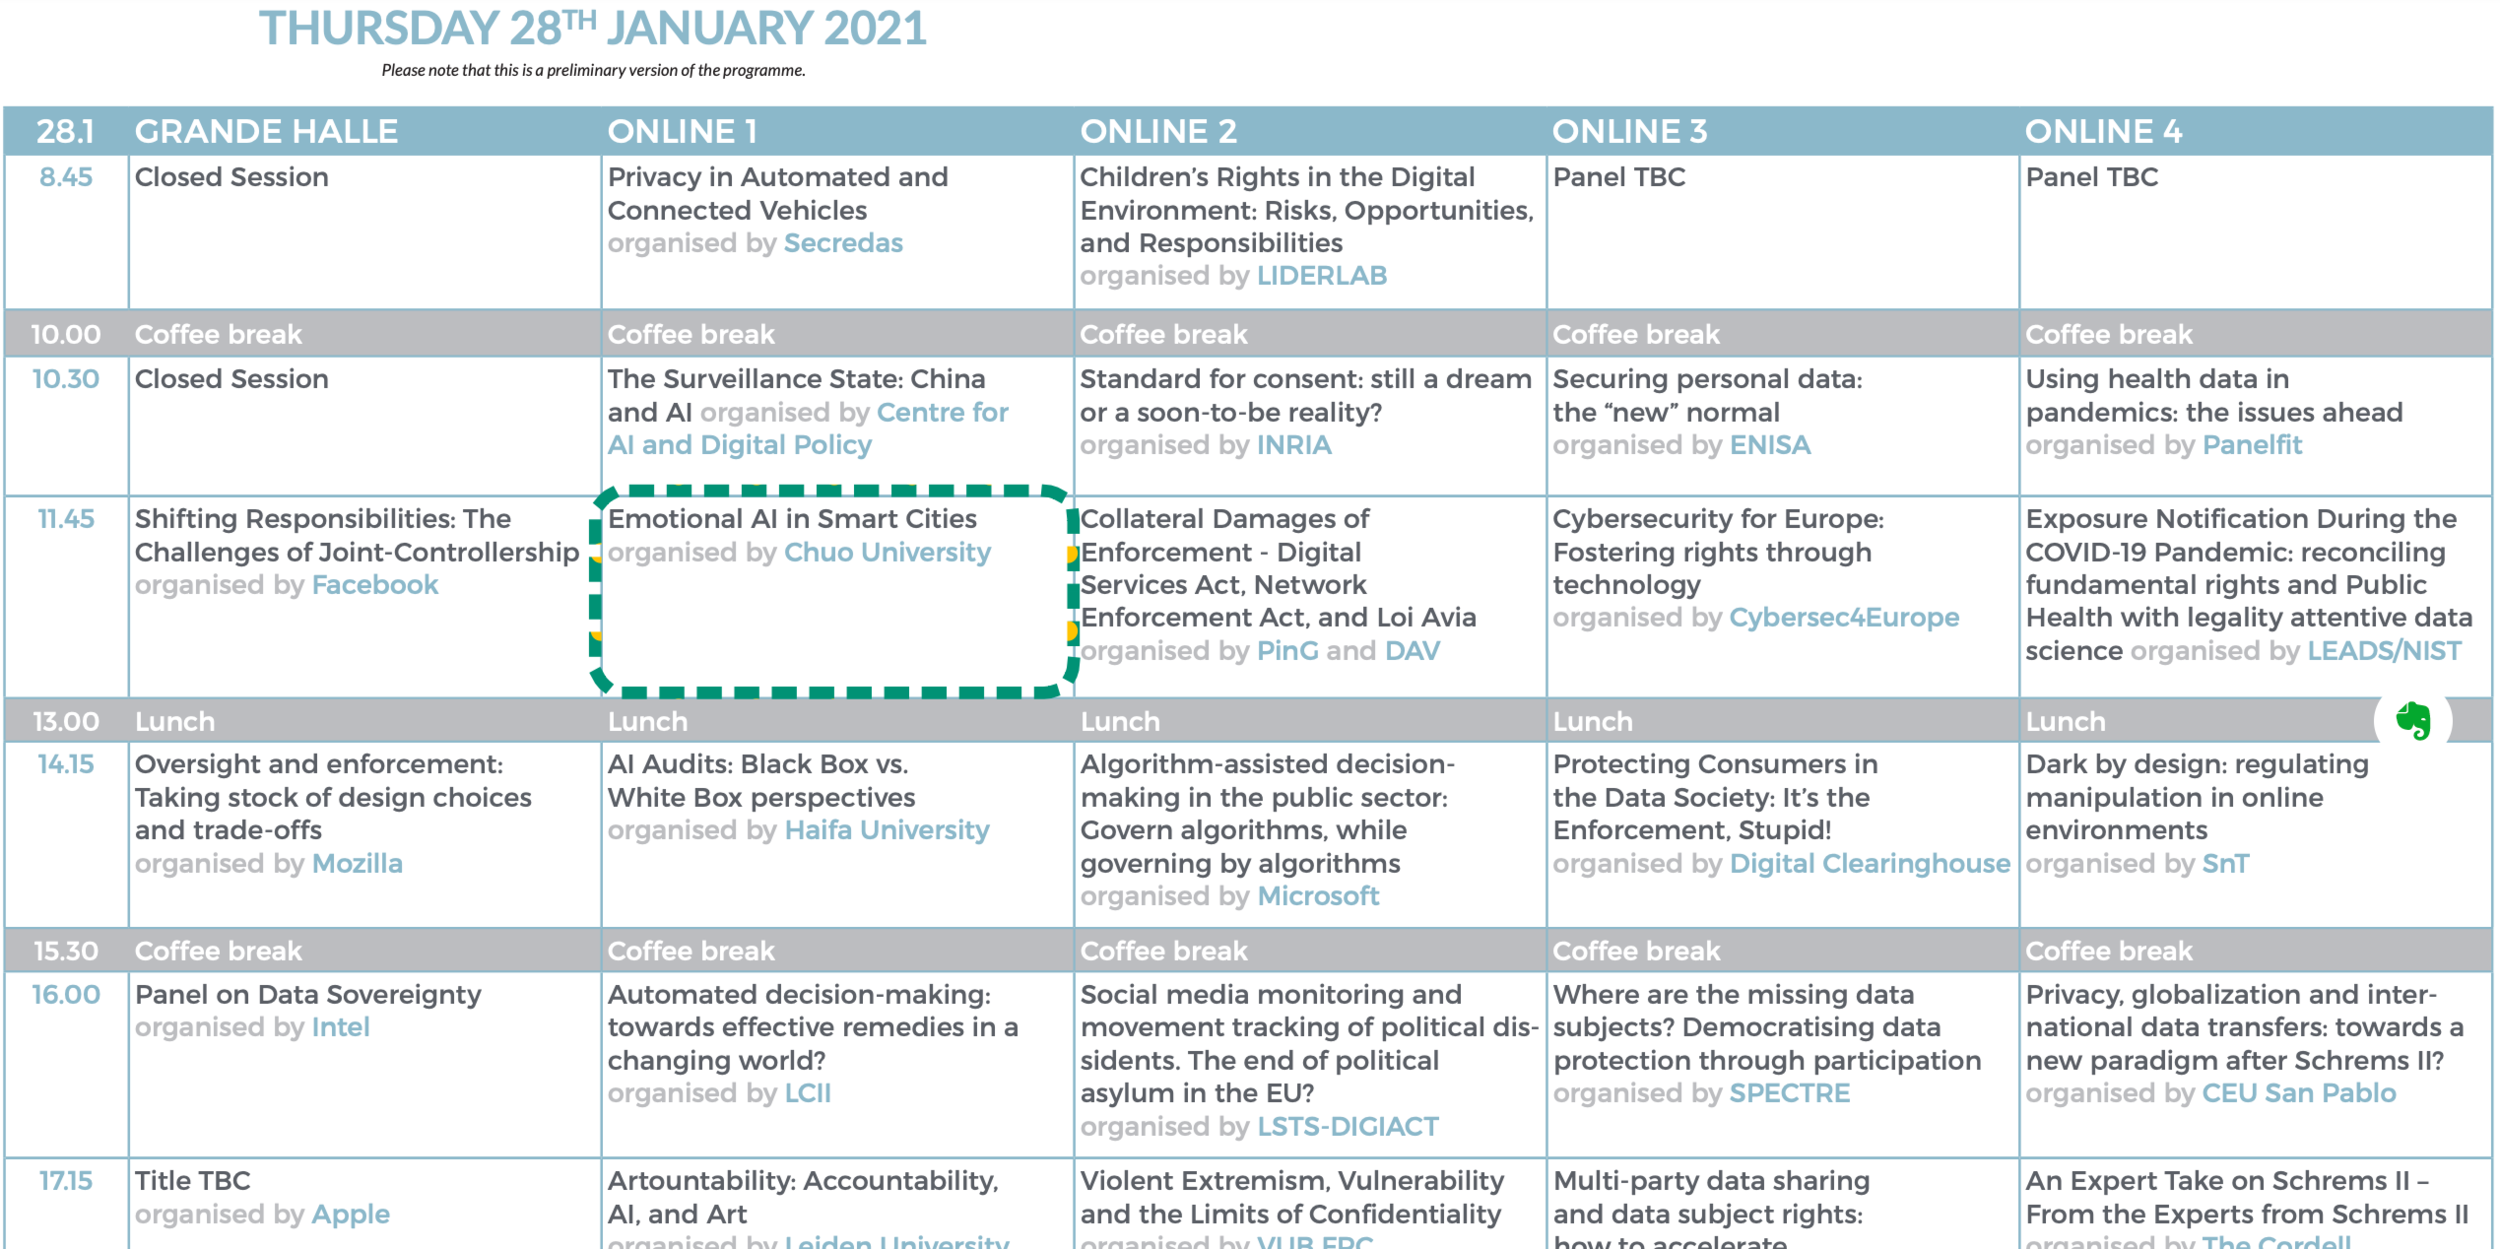 THURSDAY 28TH JANUARY 2021
Please note that this is a preliminary version of the programme.
28.1
GRANDE HALLE
ONLINE 1
ONLINE 2
ONLINE 3
ONLINE 4
8.45
Closed Session
Privacy in Automated and
Connected Vehicles
organised by Secredas
Children’s Rights in the Digital
Environment: Risks, Opportunities,
and Responsibilities
organised by LIDERLAB
Panel TBC
Panel TBC
10.00
Coffee break
Coffee break
Coffee break
Coffee break
Coffee break
10.30
Closed Session
The Surveillance State: China
and AI organised by Centre for
AI and Digital Policy
Standard for consent: still a dream
or a soon-to-be reality?
organised by INRIA
Securing personal data:
the “new” normal
organised by ENISA
Using health data in
pandemics: the issues ahead
organised by Panelfit
11.45
Shifting Responsibilities: The
Challenges of Joint-Controllership
organised by Facebook
Emotional AI in Smart Cities
organised by Chuo University
Collateral Damages of
Enforcement - Digital
Services Act, Network
Enforcement Act, and Loi Avia
organised by PinG and DAV
Cybersecurity for Europe:
Fostering rights through
technology
organised by Cybersec4Europe
Exposure Notification During the
COVID-19 Pandemic: reconciling
fundamental rights and Public
Health with legality attentive data
science organised by LEADS/NIST
13.00
Lunch
Lunch
Lunch
Lunch
Lunch
14.15
Oversight and enforcement:
Taking stock of design choices
and trade-offs
organised by Mozilla
AI Audits: Black Box vs.
White Box perspectives
organised by Haifa University
Algorithm-assisted decision-
making in the public sector:
Govern algorithms, while
governing by algorithms
organised by Microsoft
Protecting Consumers in
the Data Society: It’s the
Enforcement, Stupid!
organised by Digital Clearinghouse
Dark by design: regulating
manipulation in online
environments
organised by SnT
15.30
Coffee break
Coffee break
Coffee break
Coffee break
Coffee break
16.00
Panel on Data Sovereignty
organised by Intel
Automated decision-making:
towards effective remedies in a
changing world?
organised by LCII
Social media monitoring and
movement tracking of political dis-
sidents. The end of political
asylum in the EU?
organised by LSTS-DIGIACT
Where are the missing data
subjects? Democratising data
protection through participation
organised by SPECTRE
Privacy, globalization and inter-
national data transfers: towards a
new paradigm after Schrems II?
organised by CEU San Pablo
17.15
Title TBC
organised by Apple
Artountability: Accountability,
AI, and Art
organised by Leiden University
Violent Extremism, Vulnerability
and the Limits of Confidentiality
organised by VUB FRC
Multi-party data sharing
and data subject rights:
how to accelerate
An Expert Take on Schrems II –
From the Experts from Schrems II
organised by The Cordell